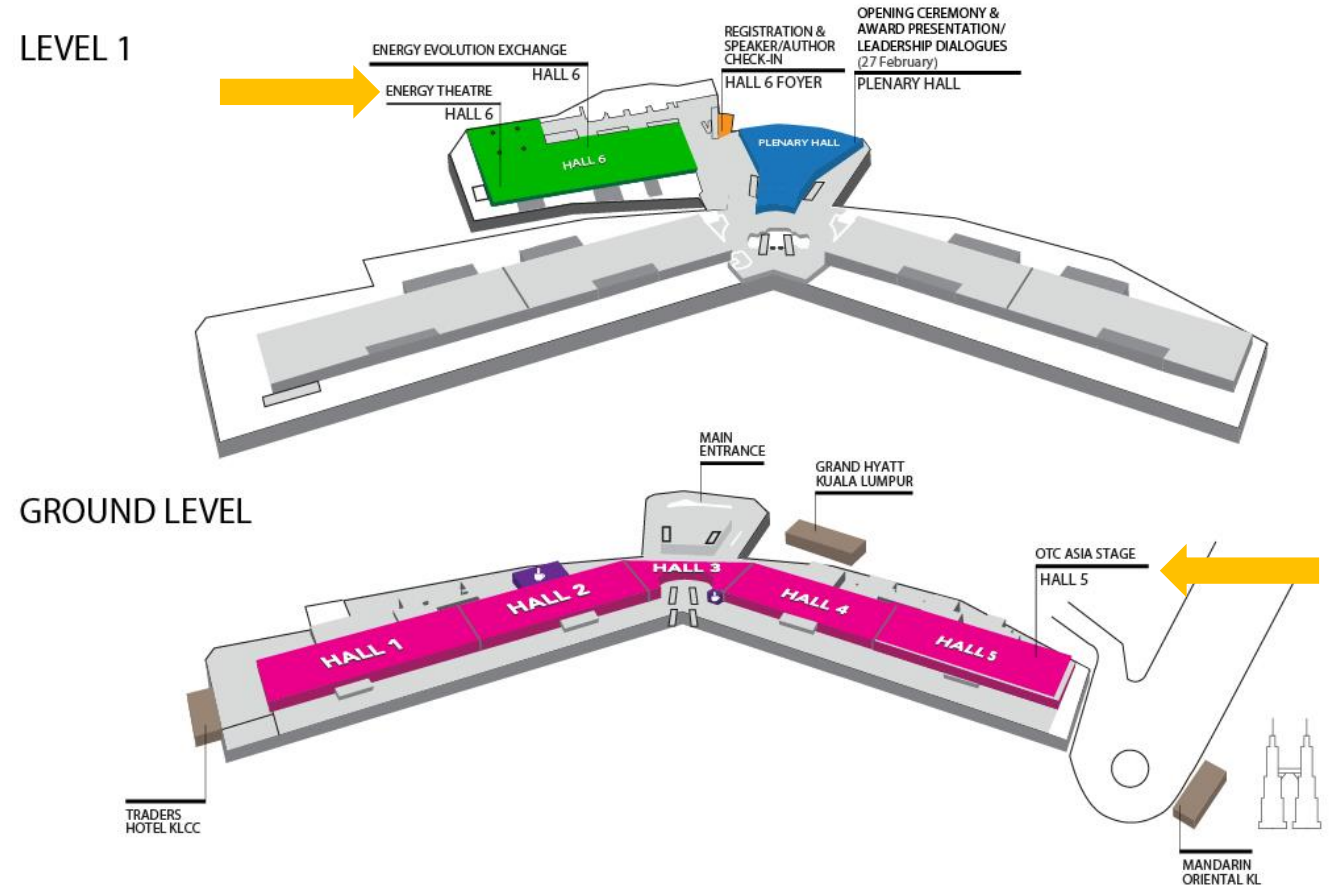 LEVEL 1
ENERGY EVOLUTION EXCHANGE
HALL 6
ENERGY THEATRE
HALL 6
REGISTRATION &
SPEAKER/AUTHOR
CHECK-IN
HALL 6 FOYER
OPENING CEREMONY &
AWARD PRESENTATION/
LEADERSHIP DIALOGUES
(27 February)
PLENARY HALL
HALL 6
PLENARY HALL
GROUND LEVEL
MAIN
ENTRANCE
GRAND HYATT
KUALA LUMPUR
OTC ASIA STAGE
HALL 5
HALL 1
HALL 2
HALL 3
HALL 4
HALL 5
TRADERS
HOTEL KLCC
MANDARIN
ORIENTAL KL